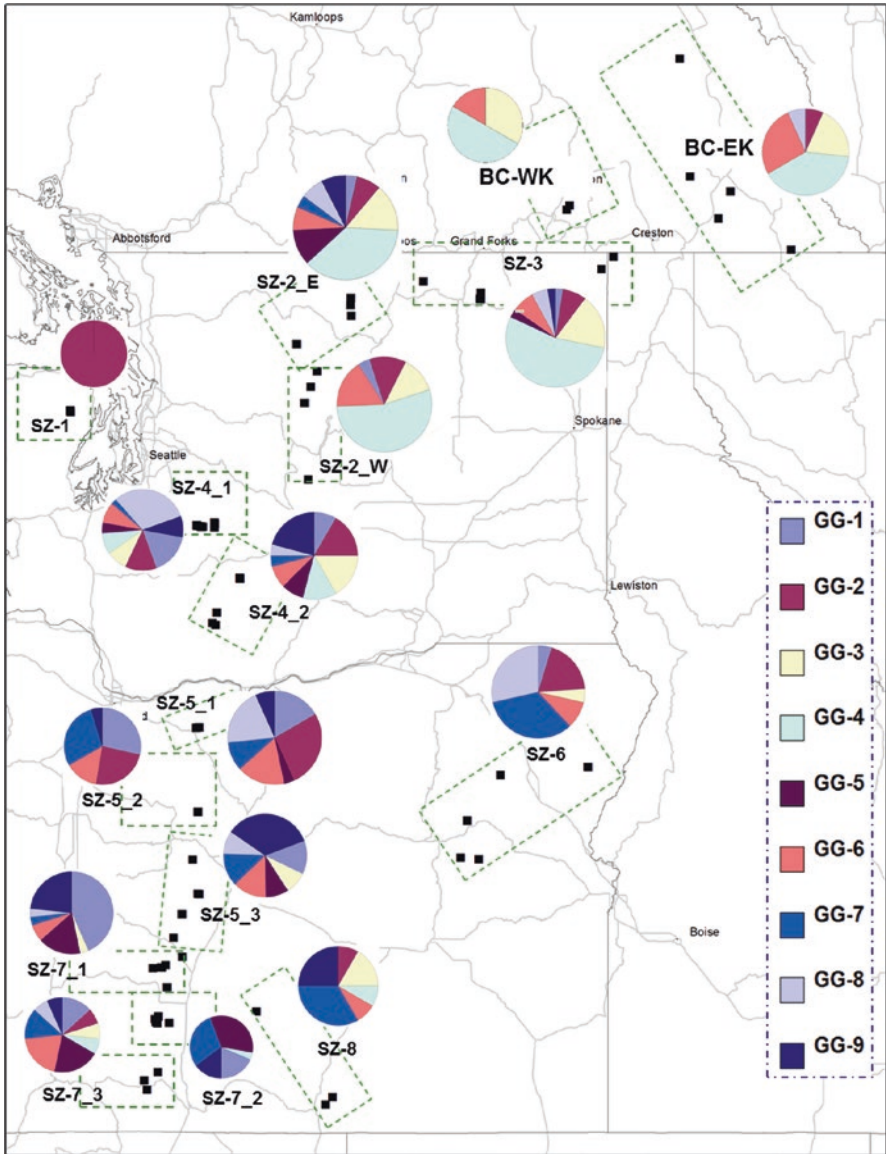 Kamloops
BC-WK
BC-EK
Abbotsford
Grand Forks
Creston
SZ-2_E
SZ-3
SZ-1
Spokane
Seattle
SZ-2_W
SZ-4_1
SZ-4_2
Lewiston
SZ-5_1
SZ-5_2
SZ-6
SZ-5_3
Boise
SZ-7_1
SZ-8
SZ-7_2
SZ-7_3
GG-1
GG-2
GG-3
GG-4
GG-5
GG-6
GG-7
GG-8
GG-9